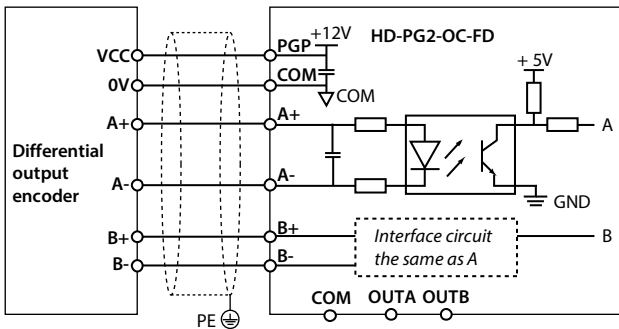 VCC
PGP
+12V
HD-PG2-OC-FD
0V
COM
COM
+ 5V
A+
A+
A
Differential
output
encoder
A-
A-
GND
B+
B+
Interface circuit
the same as A
B
B-
B-
PE
COM
OUTA
OUTB